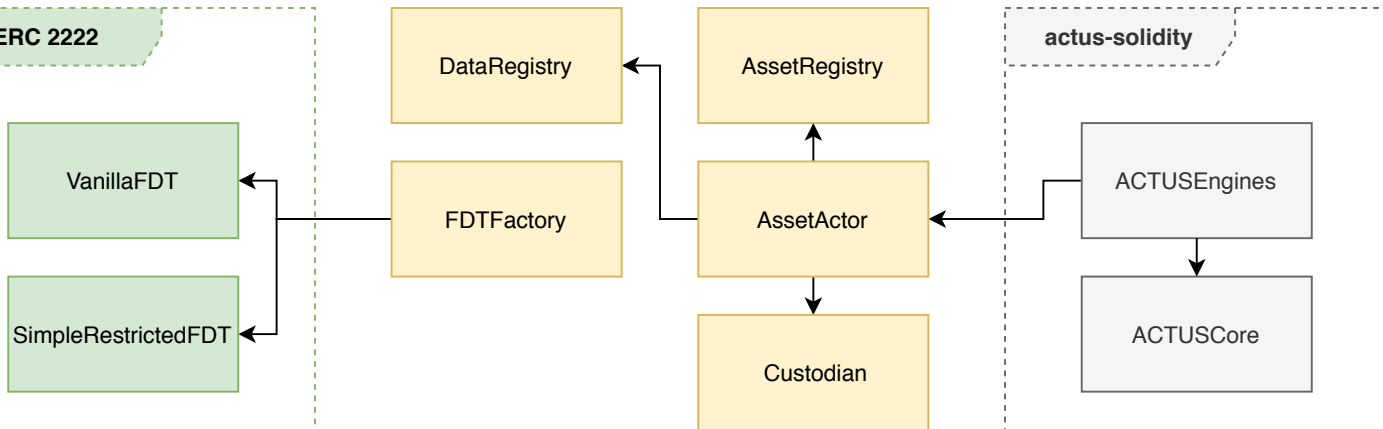 ERC 2222
DataRegistry
AssetRegistry
actus-solidity
VanillaFDT
FDTFactory
AssetActor
ACTUSEngines
SimpleRestrictedFDT
Custodian
ACTUSCore